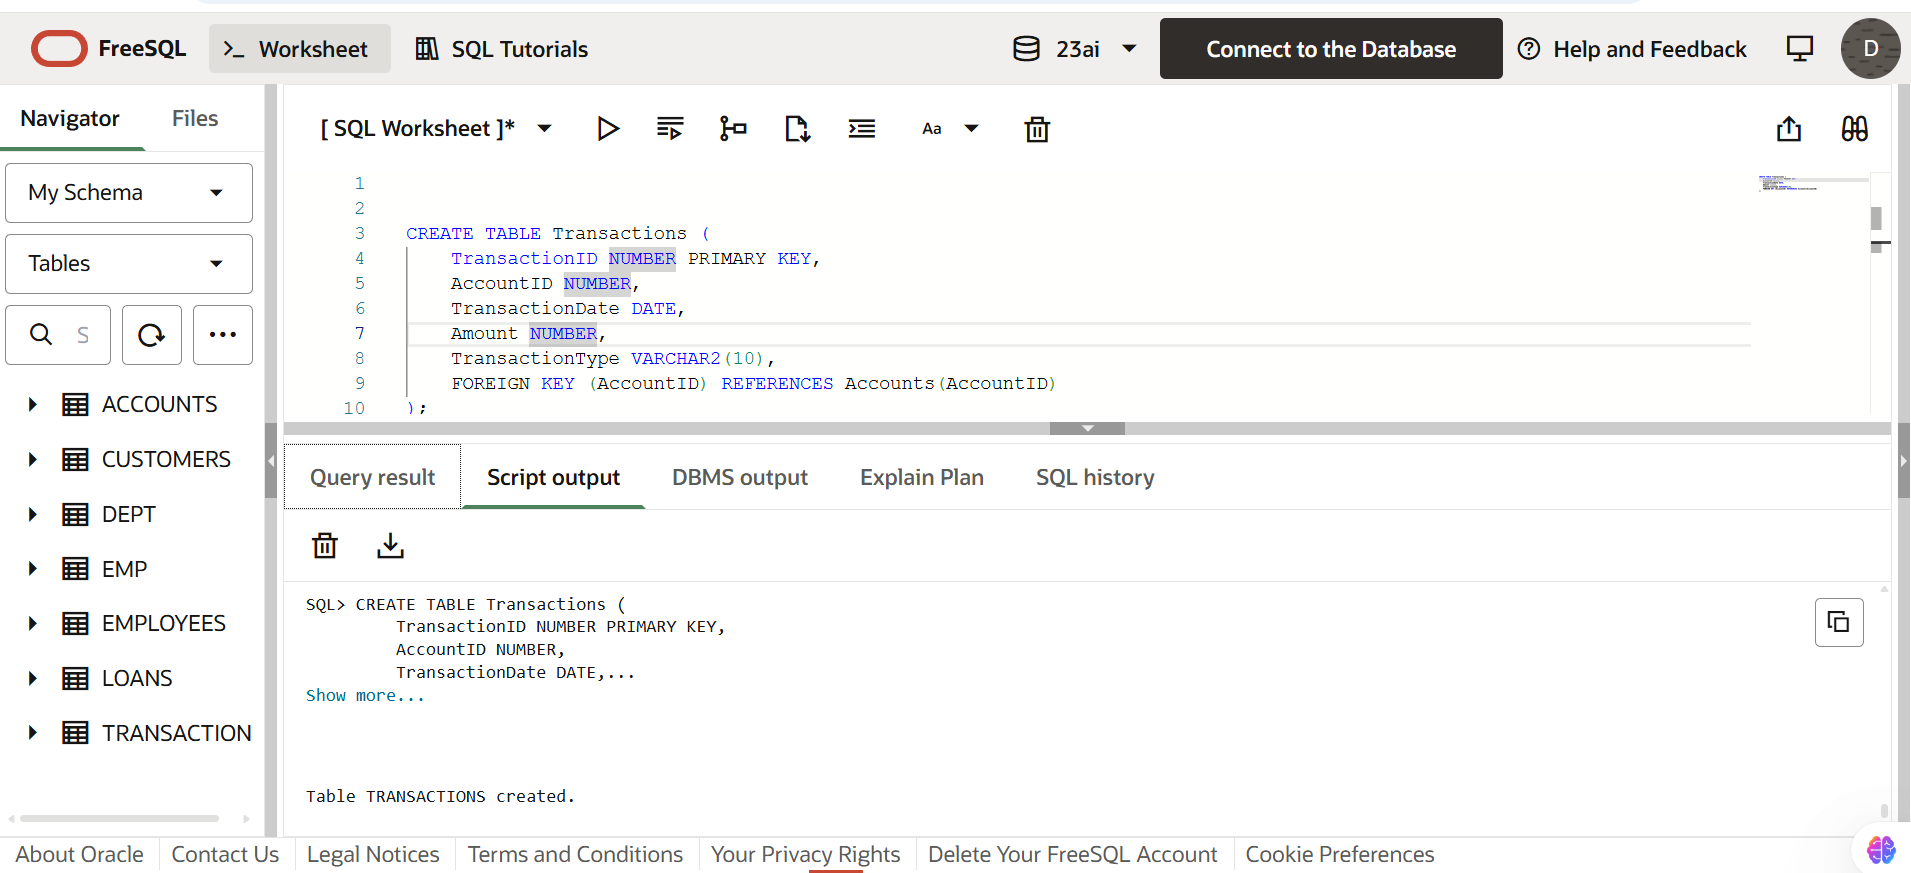 FreeSQL
>_ Worksheet
SQL Tutorials
23ai
Connect to the Database
Help and Feedback
D
Navigator
Files
My Schema
Tables
S
ACCOUNTS
CUSTOMERS
DEPT
EMP
EMPLOYEES
LOANS
TRANSACTION
[ SQL Worksheet ]*
Aa
1
2
3 CREATE TABLE Transactions (
4 TransactionID NUMBER PRIMARY KEY,
5 AccountID NUMBER,
6 TransactionDate DATE,
7 Amount NUMBER,
8 TransactionType VARCHAR2(10),
9 FOREIGN KEY (AccountID) REFERENCES Accounts(AccountID)
10 );
Query result
Script output
DBMS output
Explain Plan
SQL history
SQL> CREATE TABLE Transactions (
TransactionID NUMBER PRIMARY KEY,
AccountID NUMBER,
TransactionDate DATE,...
Show more...
Table TRANSACTIONS created.
About Oracle
Contact Us
Legal Notices
Terms and Conditions
Your Privacy Rights
Delete Your FreeSQL Account
Cookie Preferences